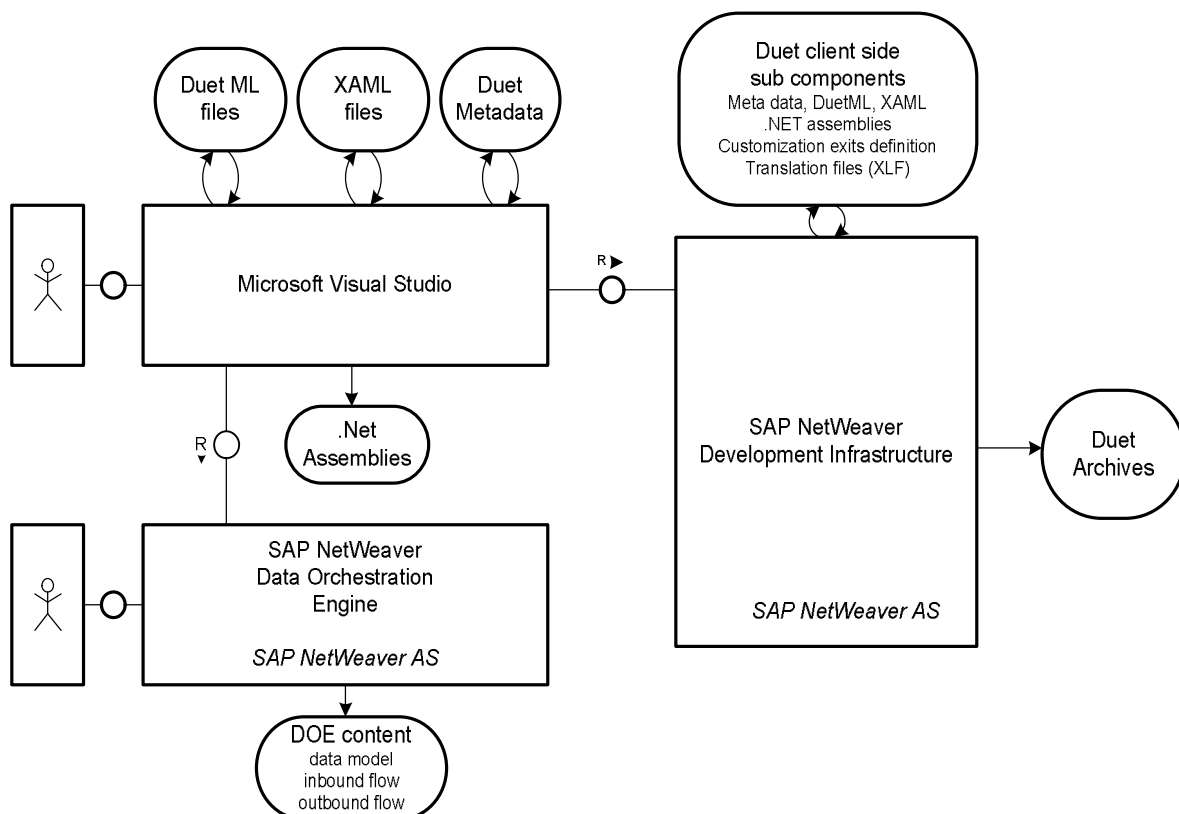 Duet ML
files
XAML
files
Duet
Metadata
Duet client side
sub components
Meta data, DuetML, XAML
.NET assemblies
Customization exits definition
Translation files (XLF)
Microsoft Visual Studio
R
R
.Net
Assemblies
SAP NetWeaver
Development Infrastructure
SAP NetWeaver AS
Duet
Archives
SAP NetWeaver
Data Orchestration
Engine
SAP NetWeaver AS
DOE content
data model
inbound flow
outbound flow